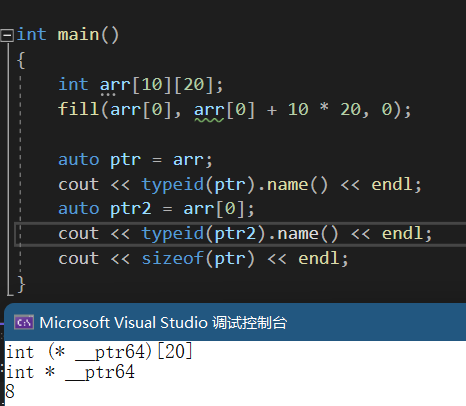 int main()
{
int arr[10][20];
fill(arr[0], arr[0] + 10 * 20, 0);
auto ptr = arr;
cout << typeid(ptr).name() << endl;
auto ptr2 = arr[0];
cout << typeid(ptr2).name() << endl;
cout << sizeof(ptr) << endl;
}
Microsoft Visual Studio 调试控制台
int (* __ptr64)[20]
int * __ptr64
8